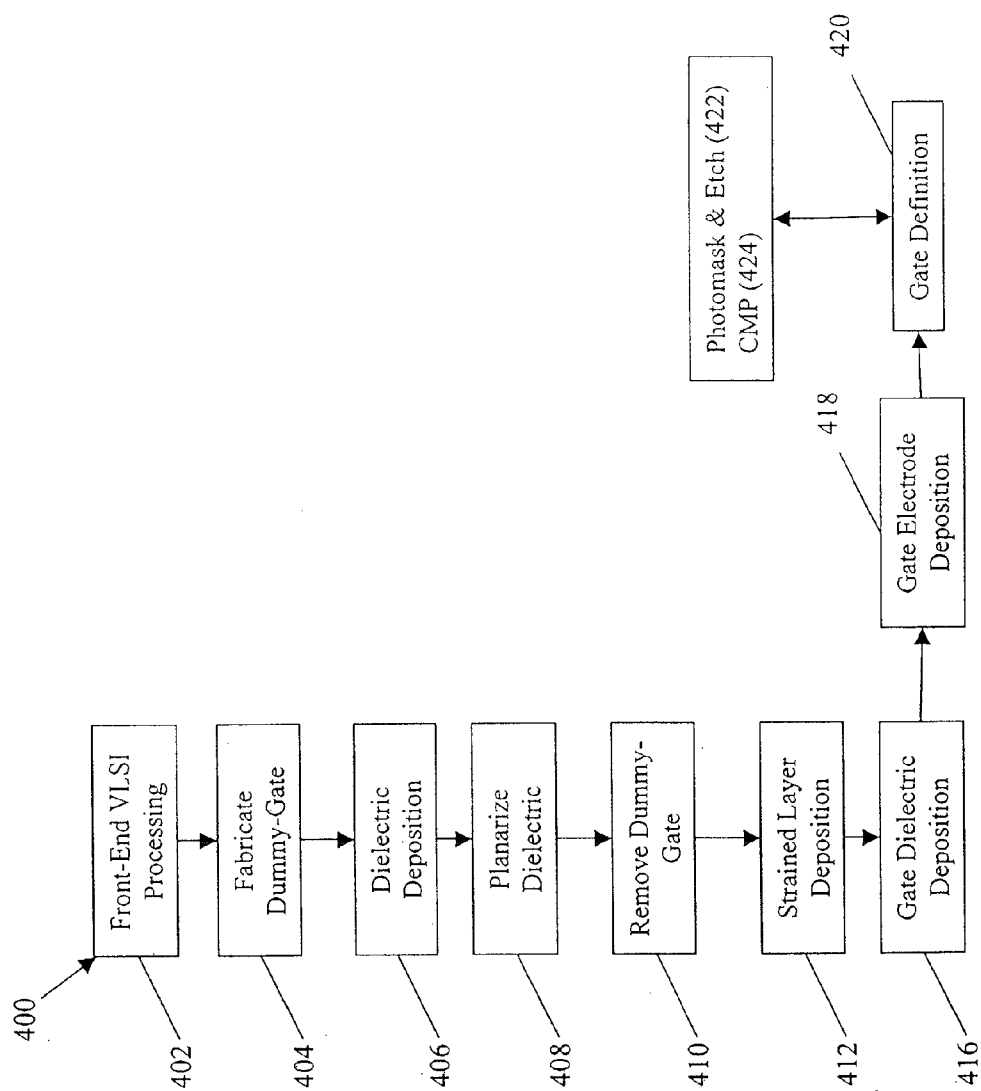 400
Front-End VLSI
Processing
402
Fabricate
Dummy-Gate
404
Dielectric
Deposition
406
Planarize
Dielectric
408
Remove Dummy-
Gate
410
Strained Layer
Deposition
412
Gate Dielectric
Deposition
416
Gate Electrode
Deposition
418
Gate Definition
420
Photomask & Etch (422)
CMP (424)